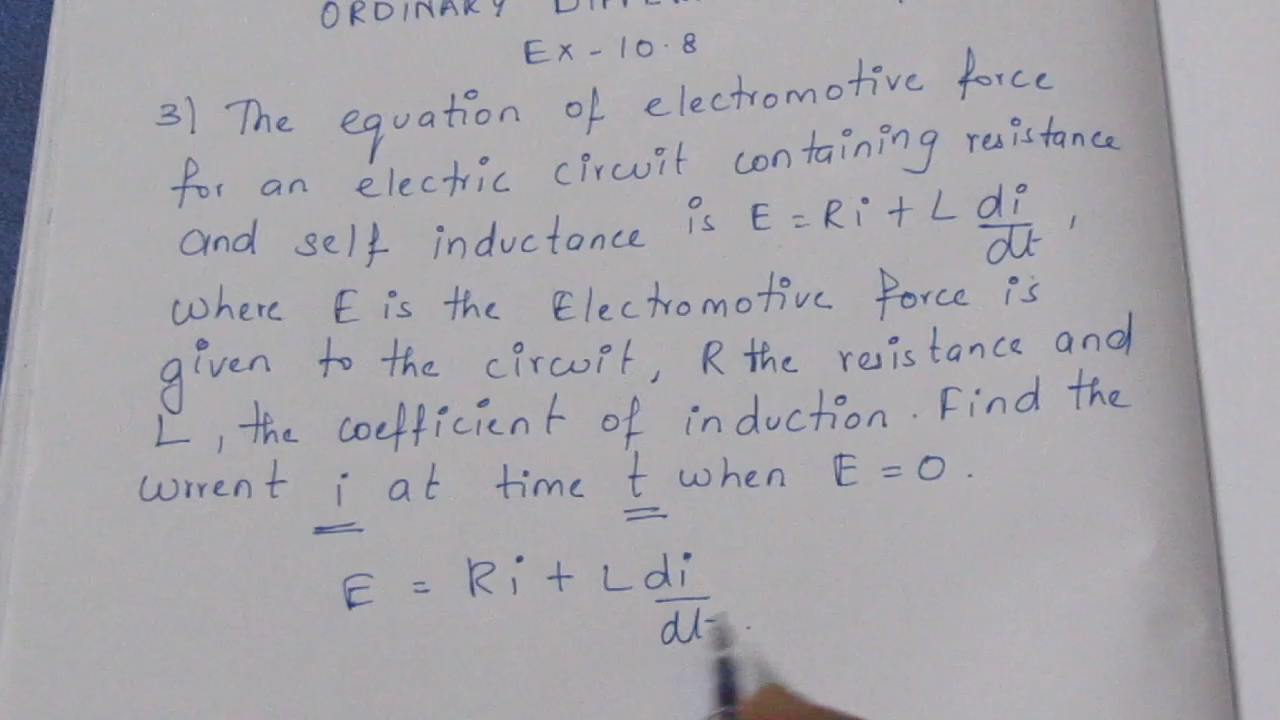 ORDINARY
Ex - 10.8
3) The equation of electromotive force
for an electric circuit containing resistance
and self inductance is E = Ri + L di/dt,
where E is the Electromotive force is
given to the circuit, R the resistance and
L, the coefficient of induction. Find the
current i at time t when E = 0.
E = Ri + L di/dt